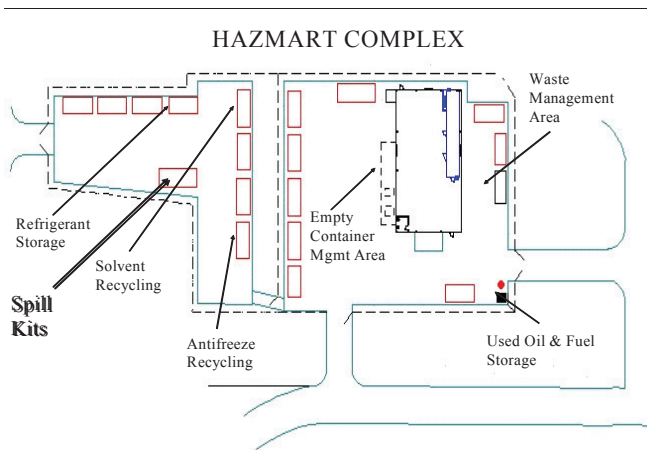 HAZMART COMPLEX
Waste
Management
Area
Refrigerant
Storage
Solvent
Recycling
Empty
Container
Mgmt Area
Spill
Kits
Antifreeze
Recycling
Used Oil & Fuel
Storage